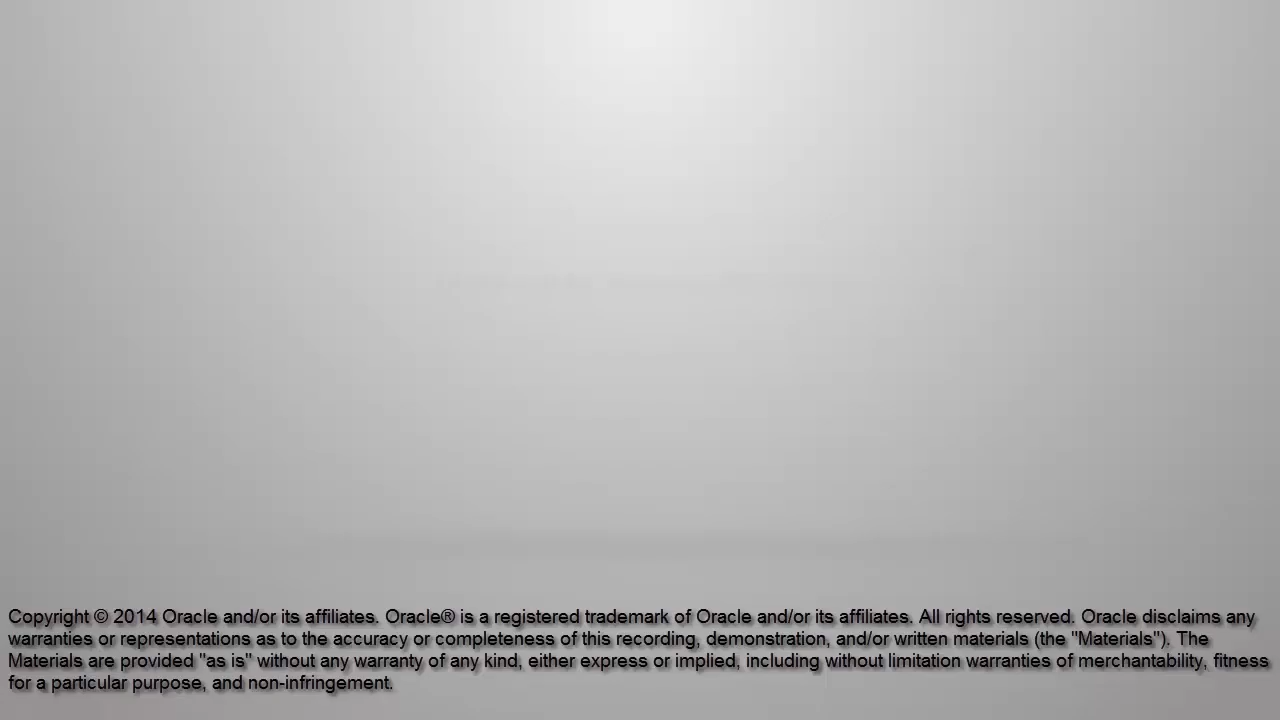 Copyright © 2014 Oracle and/or its affiliates. Oracle® is a registered trademark of Oracle and/or its affiliates. All rights reserved. Oracle disclaims any
warranties or representations as to the accuracy or completeness of this recording, demonstration, and/or written materials (the "Materials"). The
Materials are provided "as is" without any warranty of any kind, either express or implied, including without limitation warranties of merchantability, fitness
for a particular purpose, and non-infringement.